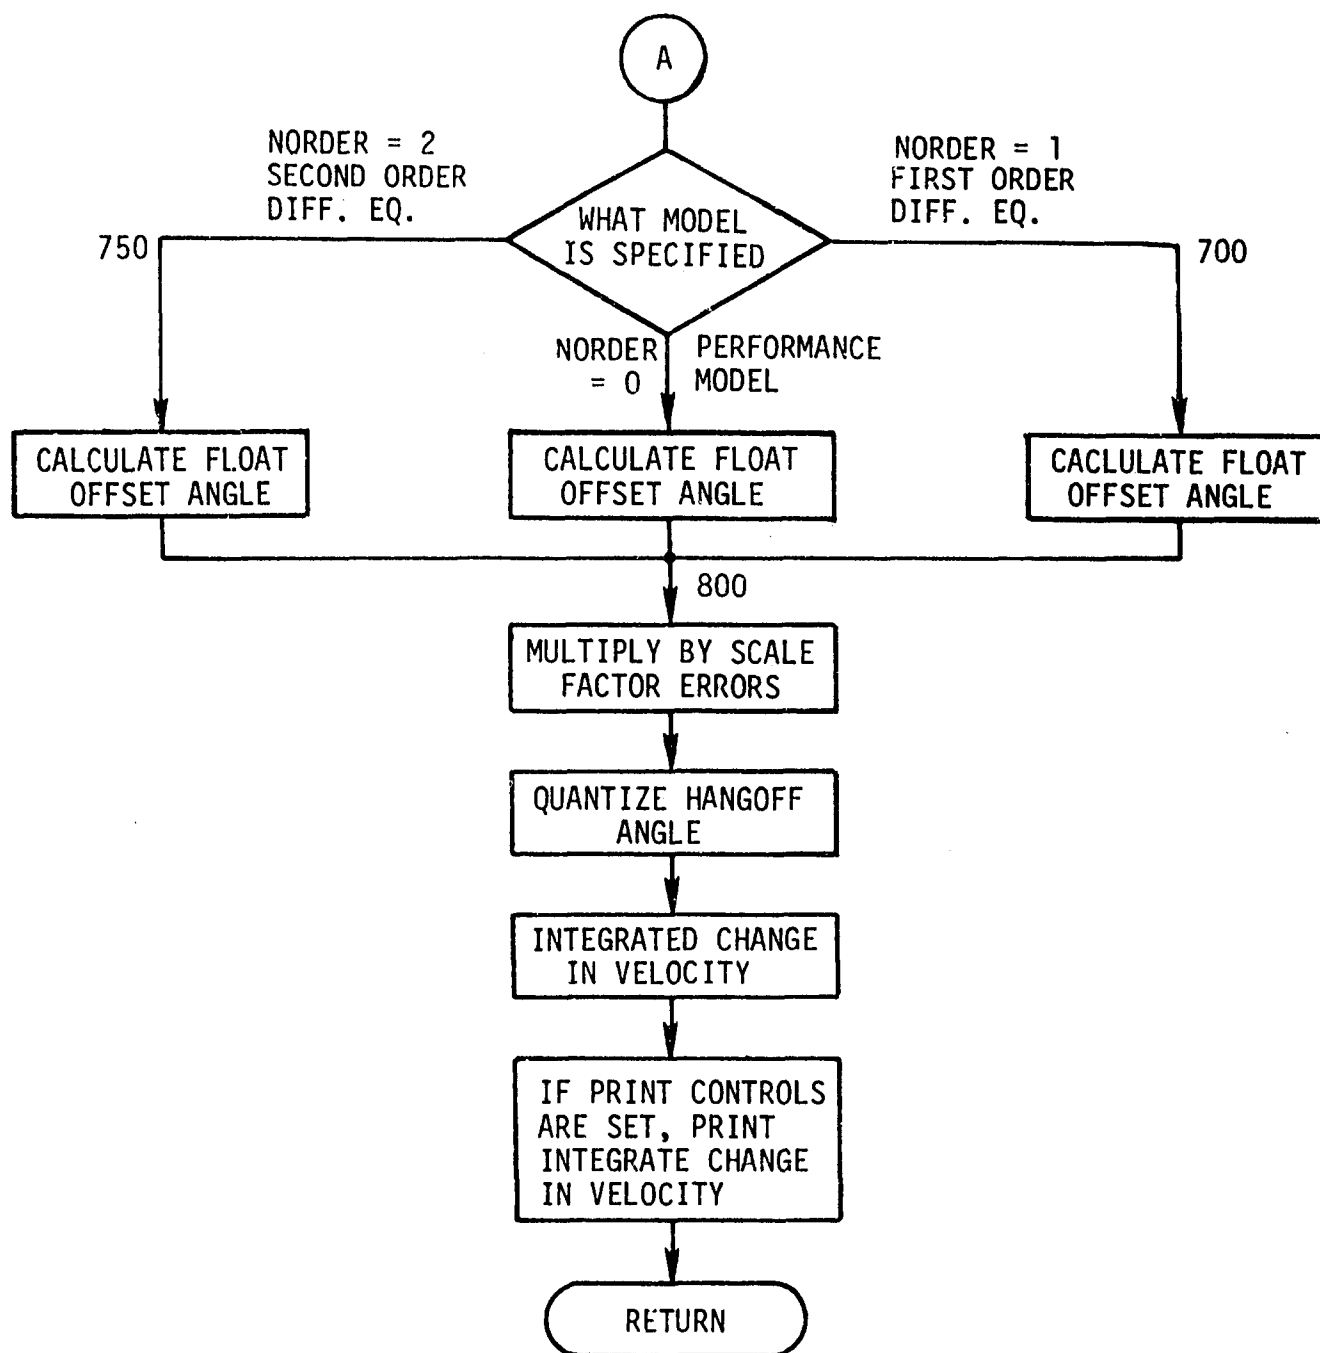 A
NORDER = 2
SECOND ORDER
DIFF. EQ.
NORDER = 1
FIRST ORDER
DIFF. EQ.
WHAT MODEL
IS SPECIFIED
750
700
NORDER
= 0
PERFORMANCE
MODEL
CALCULATE FLOAT
OFFSET ANGLE
CALCULATE FLOAT
OFFSET ANGLE
CACLULATE FLOAT
OFFSET ANGLE
800
MULTIPLY BY SCALE
FACTOR ERRORS
QUANTIZE HANGOFF
ANGLE
INTEGRATED CHANGE
IN VELOCITY
IF PRINT CONTROLS
ARE SET, PRINT
INTEGRATE CHANGE
IN VELOCITY
RETURN